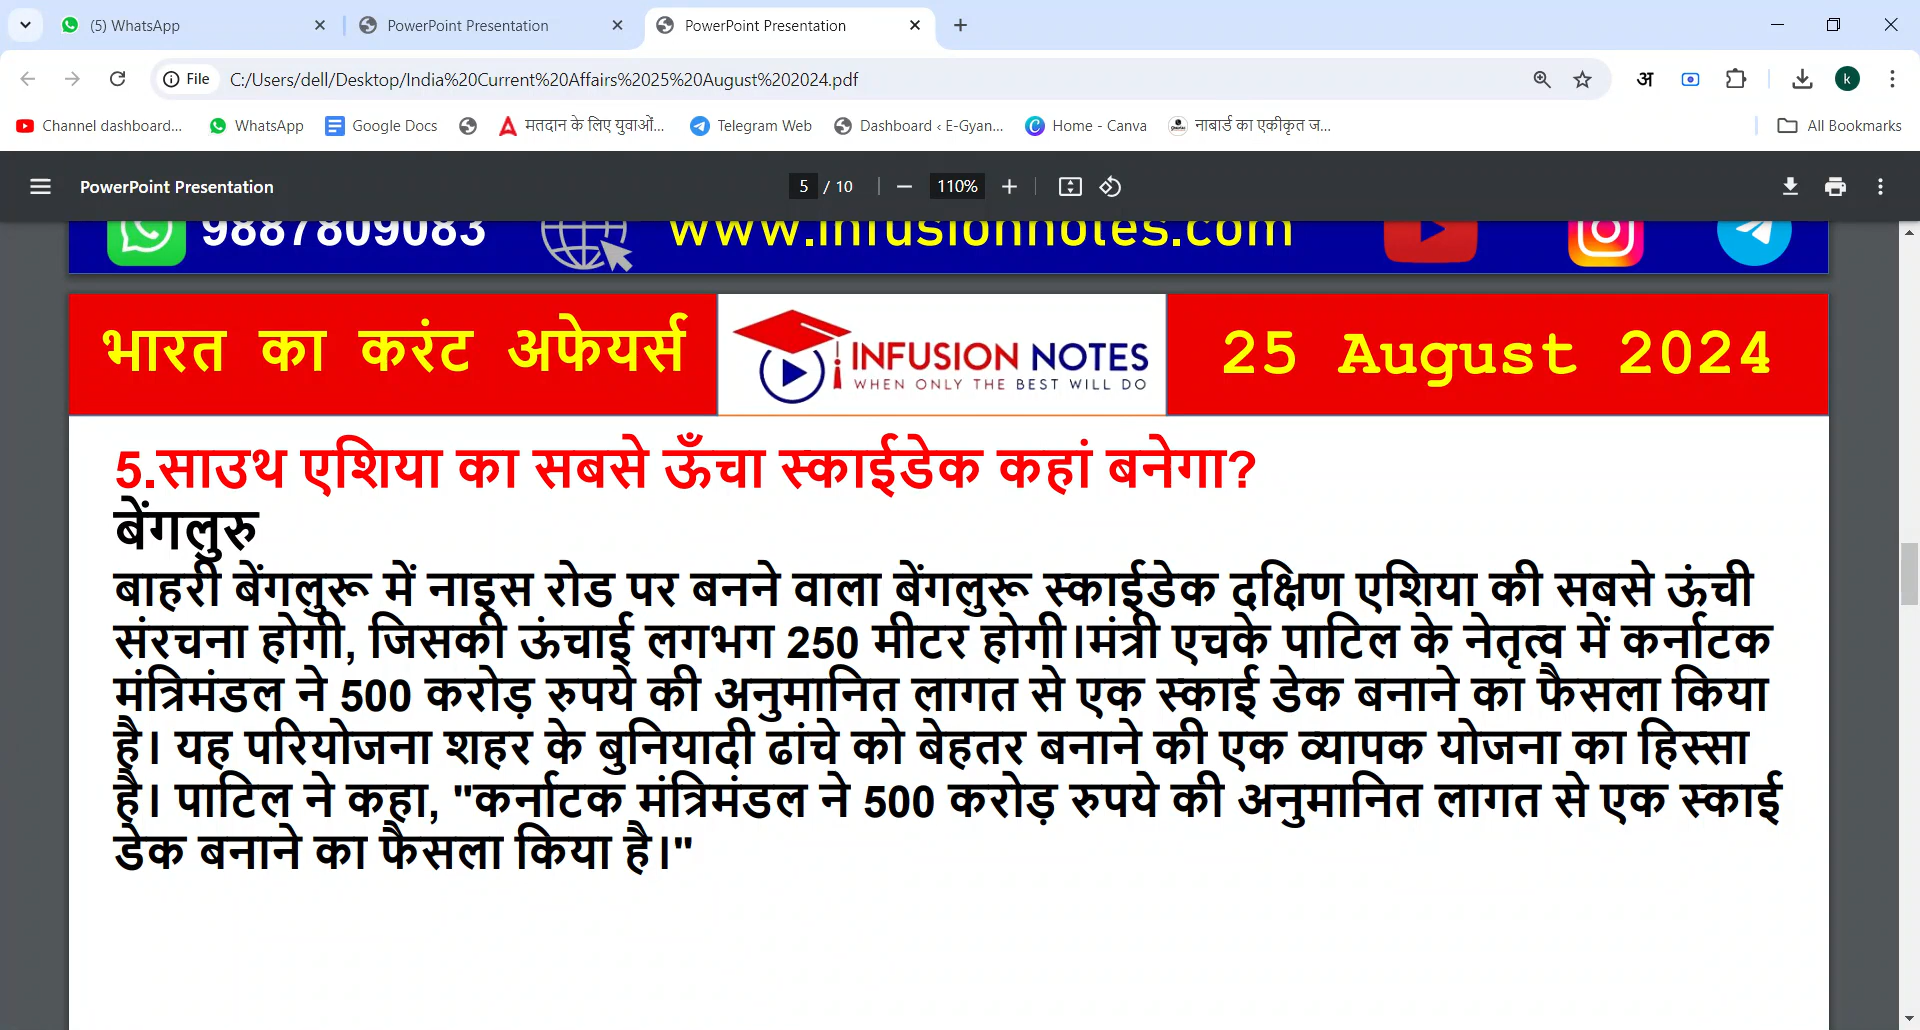 (5) WhatsApp
PowerPoint Presentation
PowerPoint Presentation
File
C:/Users/dell/Desktop/India%20Current%20Affairs%2025%20August%202024.pdf
अ
k
Channel dashboard...
WhatsApp
Google Docs
मतदान के लिए युवाओं...
Telegram Web
Dashboard ‹ E-Gyan...
Home - Canva
नाबार्ड का एकीकृत ज...
All Bookmarks
PowerPoint Presentation
5 / 10
110%
9887809083
www.infusionnotes.com
भारत का करंट अफेयर्स
INFUSION NOTES
WHEN ONLY THE BEST WILL DO
25 August 2024
5.साउथ एशिया का सबसे ऊँचा स्काईडेक कहां बनेगा?
बेंगलुरु
बाहरी बेंगलुरू में नाइस रोड पर बनने वाला बेंगलुरू स्काईडेक दक्षिण एशिया की सबसे ऊंची
संरचना होगी, जिसकी ऊंचाई लगभग 250 मीटर होगी।मंत्री एचके पाटिल के नेतृत्व में कर्नाटक
मंत्रिमंडल ने 500 करोड़ रुपये की अनुमानित लागत से एक स्काई डेक बनाने का फैसला किया
है। यह परियोजना शहर के बुनियादी ढांचे को बेहतर बनाने की एक व्यापक योजना का हिस्सा
है। पाटिल ने कहा, "कर्नाटक मंत्रिमंडल ने 500 करोड़ रुपये की अनुमानित लागत से एक स्काई
डेक बनाने का फैसला किया है।"